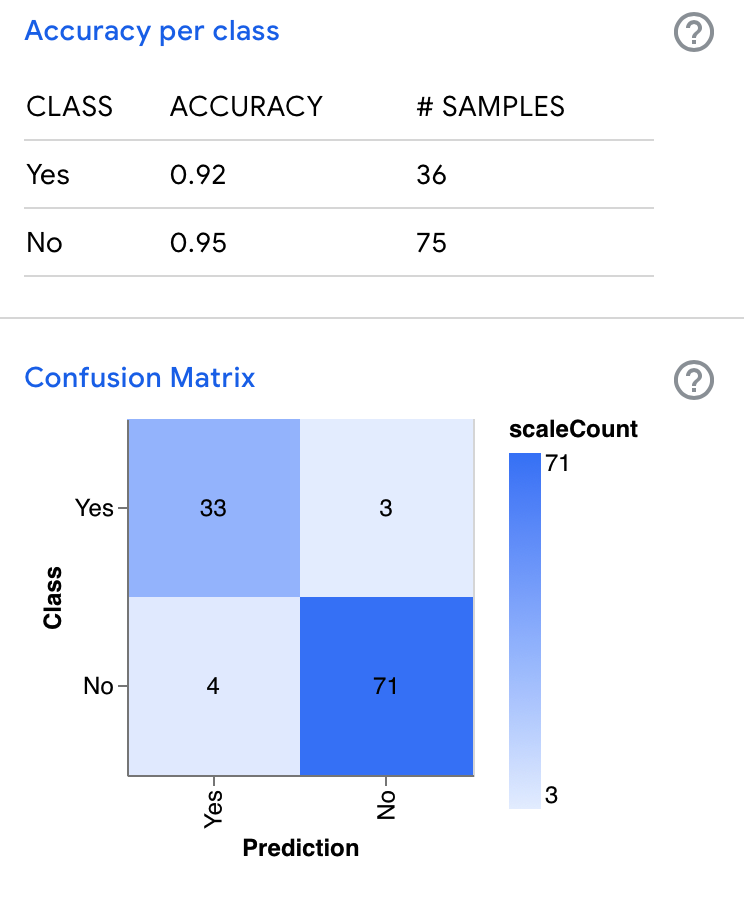 Accuracy per class
?
CLASS ACCURACY # SAMPLES
Yes 0.92 36
No 0.95 75
Confusion Matrix
?
scaleCount
71
3
Class
Yes 33 3
No 4 71
Yes No
Prediction